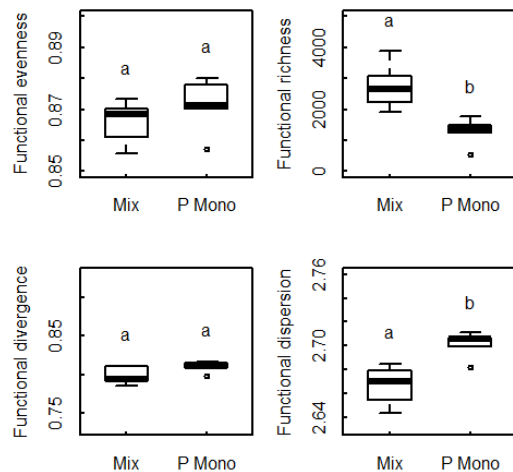 Functional evenness
0.89
0.87
0.85
a
a
Mix
P Mono
Functional richness
4000
2000
0
a
b
Mix
P Mono
Functional divergence
0.85
0.75
a
a
Mix
P Mono
Functional dispersion
2.76
2.70
2.64
a
b
Mix
P Mono